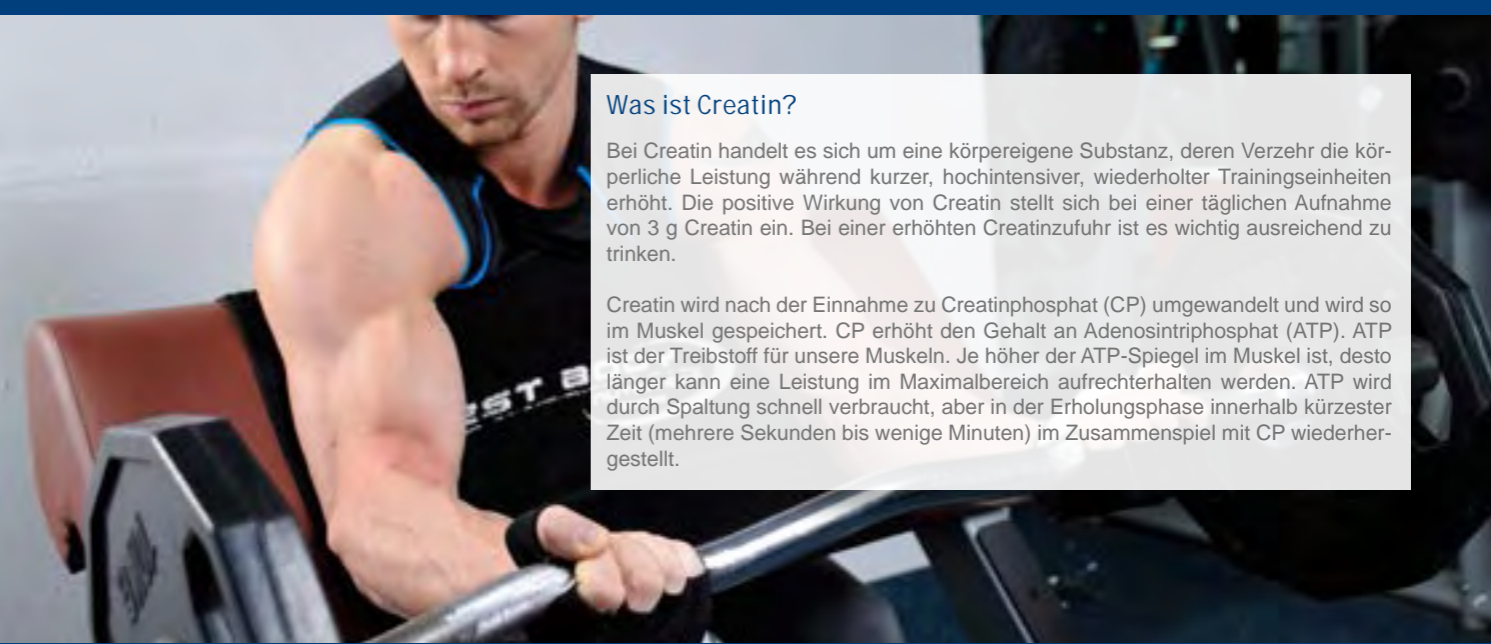 Was ist Creatin?
Bei Creatin handelt es sich um eine körpereigene Substanz, deren Verzehr die kör-
perliche Leistung während kurzer, hochintensiver, wiederholter Trainingseinheiten
erhöht. Die positive Wirkung von Creatin stellt sich bei einer täglichen Aufnahme
von 3 g Creatin ein. Bei einer erhöhten Creatinzufuhr ist es wichtig ausreichend zu
trinken.
Creatin wird nach der Einnahme zu Creatinphosphat (CP) umgewandelt und wird so
im Muskel gespeichert. CP erhöht den Gehalt an Adenosintriphosphat (ATP). ATP
ist der Treibstoff für unsere Muskeln. Je höher der ATP-Spiegel im Muskel ist, desto
länger kann eine Leistung im Maximalbereich aufrechterhalten werden. ATP wird
durch Spaltung schnell verbraucht, aber in der Erholungsphase innerhalb kürzester
Zeit (mehrere Sekunden bis wenige Minuten) im Zusammenspiel mit CP wiederher-
gestellt.